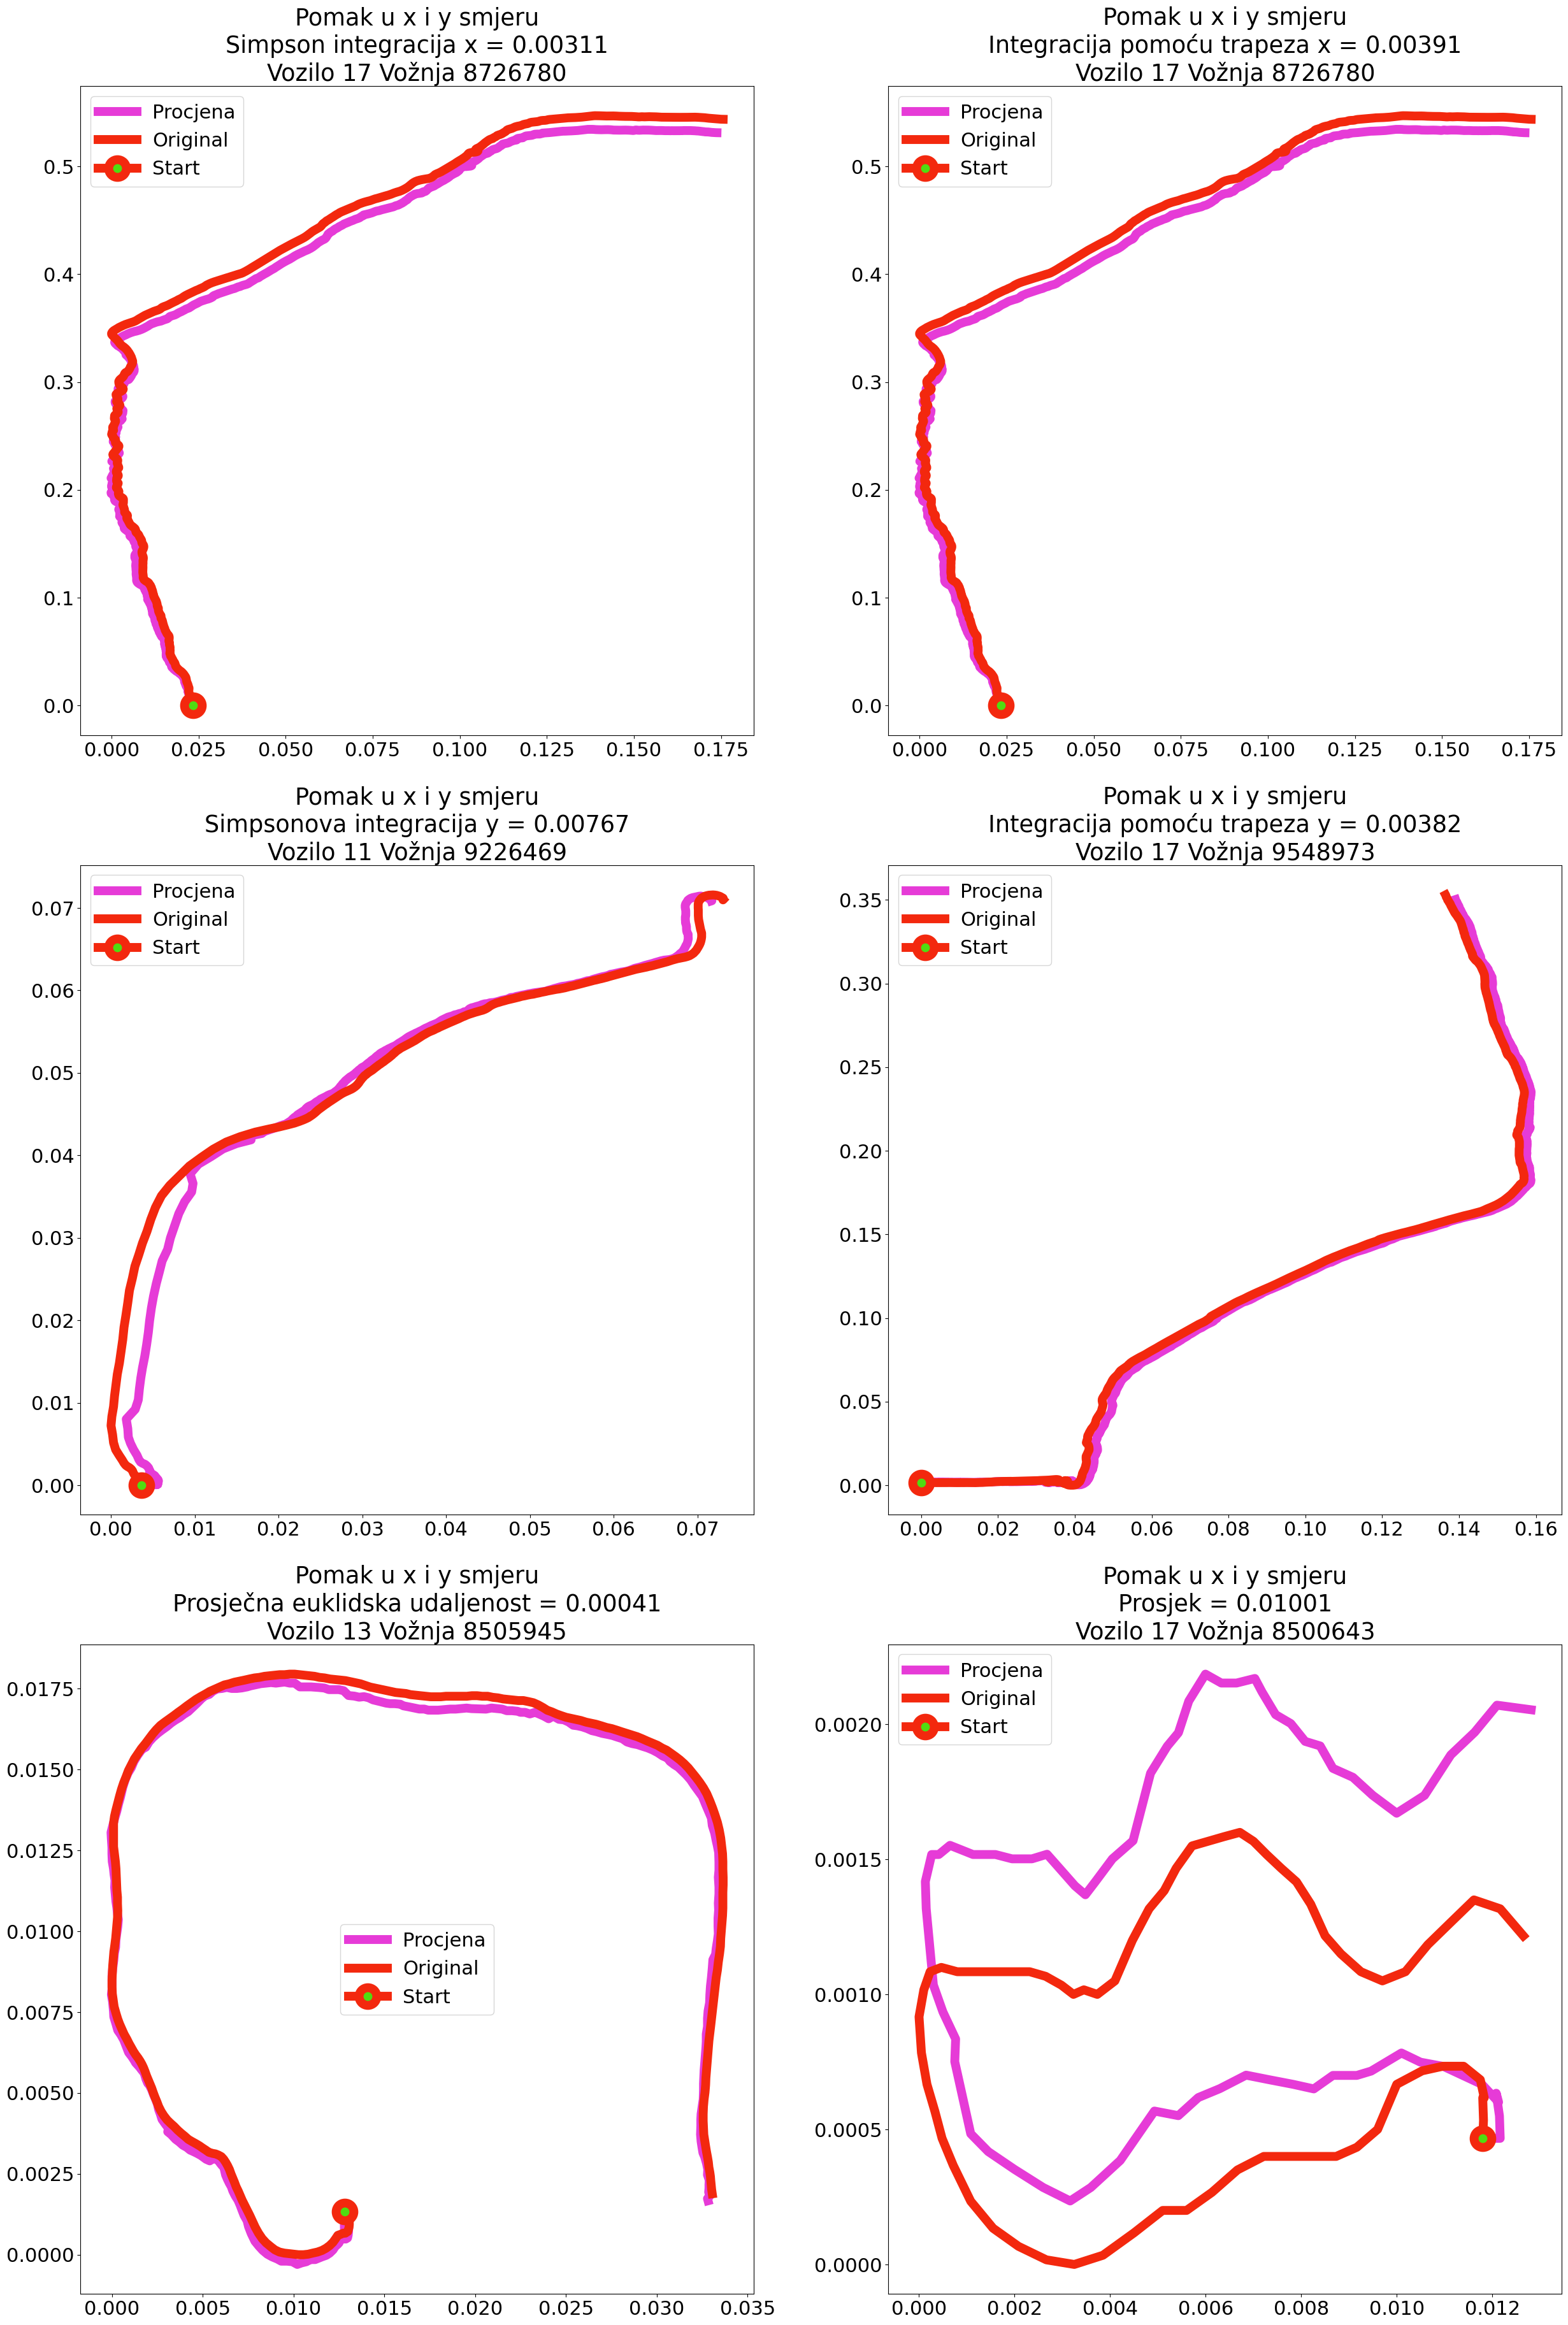 Pomak u x i y smjeru
Simpson integracija x = 0.00311
Vozilo 17 Vožnja 8726780
Procjena
Original
Start
0.5
0.4
0.3
0.2
0.1
0.0
0.000 0.025 0.050 0.075 0.100 0.125 0.150 0.175
Pomak u x i y smjeru
Integracija pomoću trapeza x = 0.00391
Vozilo 17 Vožnja 8726780
Procjena
Original
Start
0.5
0.4
0.3
0.2
0.1
0.0
0.000 0.025 0.050 0.075 0.100 0.125 0.150 0.175
Pomak u x i y smjeru
Simpsonova integracija y = 0.00767
Vozilo 11 Vožnja 9226469
Procjena
Original
Start
0.07
0.06
0.05
0.04
0.03
0.02
0.01
0.00
0.00 0.01 0.02 0.03 0.04 0.05 0.06 0.07
Pomak u x i y smjeru
Integracija pomoću trapeza y = 0.00382
Vozilo 17 Vožnja 9548973
Procjena
Original
Start
0.35
0.30
0.25
0.20
0.15
0.10
0.05
0.00
0.00 0.02 0.04 0.06 0.08 0.10 0.12 0.14 0.16
Pomak u x i y smjeru
Prosječna euklidska udaljenost = 0.00041
Vozilo 13 Vožnja 8505945
0.0175
0.0150
0.0125
0.0100
Procjena
Original
Start
0.0075
0.0050
0.0025
0.0000
0.000 0.005 0.010 0.015 0.020 0.025 0.030 0.035
Pomak u x i y smjeru
Prosjek = 0.01001
Vozilo 17 Vožnja 8500643
Procjena
Original
Start
0.0020
0.0015
0.0010
0.0005
0.0000
0.000 0.002 0.004 0.006 0.008 0.010 0.012